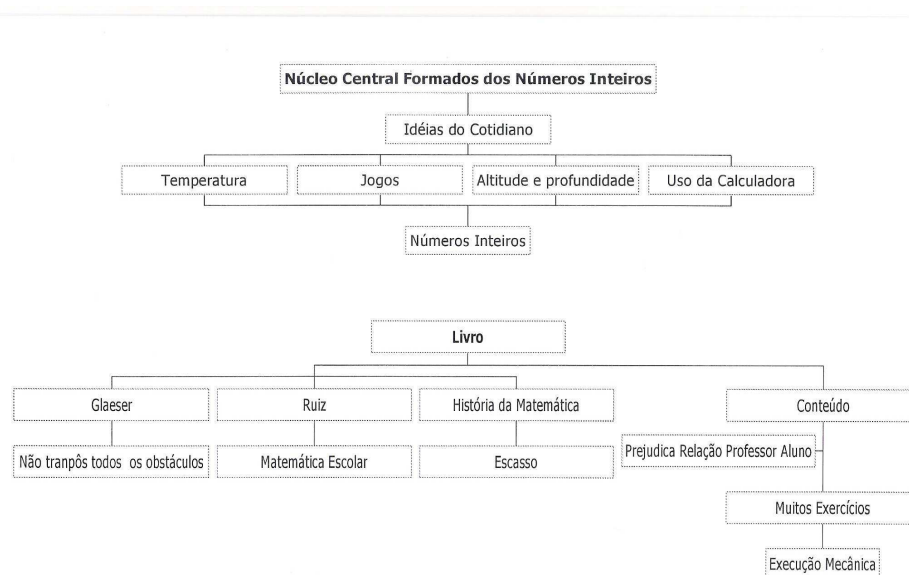 Núcleo Central Formados dos Números Inteiros
Idéias do Cotidiano
Temperatura
Jogos
Altitude e profundidade
Uso da Calculadora
Números Inteiros
Livro
Glaeser
Ruiz
História da Matemática
Conteúdo
Não tranpôs todos os obstáculos
Matemática Escolar
Escasso
Prejudica Relação Professor Aluno
Muitos Exercícios
Execução Mecânica